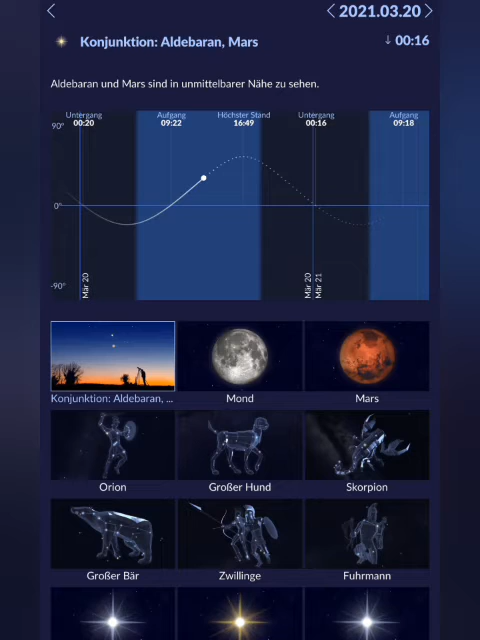 2021.03.20
Konjunktion: Aldebaran, Mars
↓ 00:16
Aldebaran und Mars sind in unmittelbarer Nähe zu sehen.
Untergang Aufgang Höchster Stand Untergang Aufgang
00:20 09:22 16:49 00:16 09:18
90°
0°
-90°
Mär 20
Mär 20
Mär 21
Konjunktion: Aldebaran, ... Mond Mars
Orion Großer Hund Skorpion
Großer Bär Zwillinge Fuhrmann